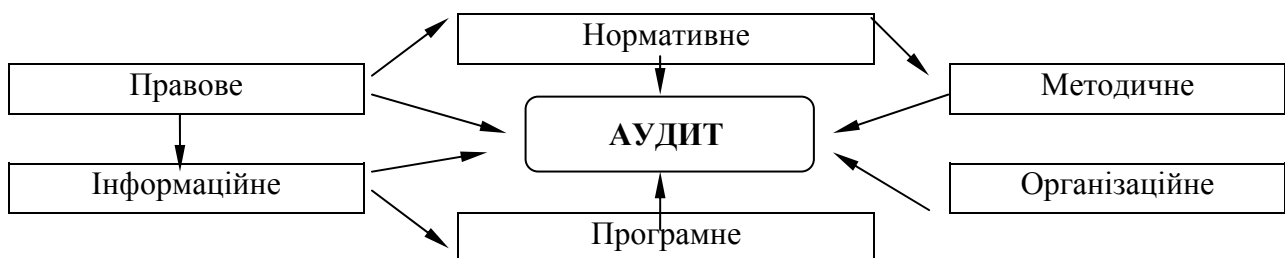 Нормативне
Правове
Методичне
АУДИТ
Інформаційне
Організаційне
Програмне